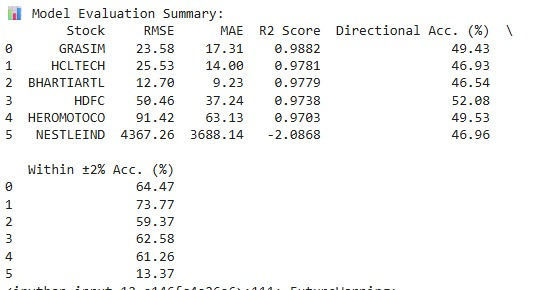 📊 Model Evaluation Summary:
Stock RMSE MAE R2 Score Directional Acc. (%) \
0 GRASIM 23.58 17.31 0.9882 49.43
1 HCLTECH 25.53 14.00 0.9781 46.93
2 BHARTIARTL 12.70 9.23 0.9779 46.54
3 HDFC 50.46 37.24 0.9738 52.08
4 HEROMOTOCO 91.42 63.13 0.9703 49.53
5 NESTLEIND 4367.26 3688.14 -2.0868 46.96
Within ±2% Acc. (%)
0 64.47
1 73.77
2 59.37
3 62.58
4 61.26
5 13.37